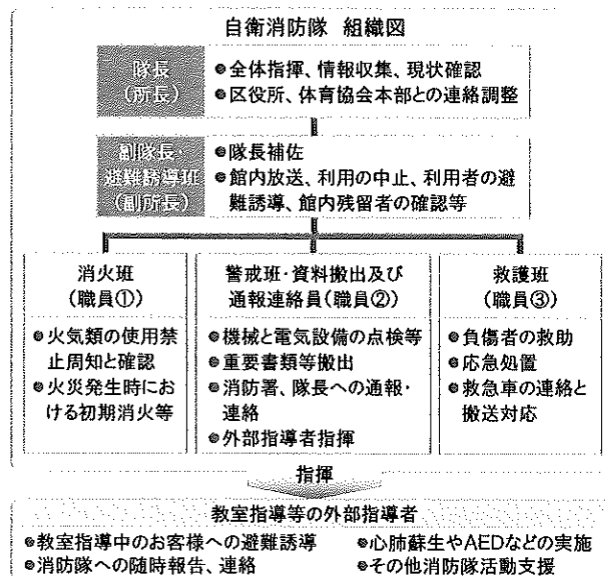 自衛消防隊 組織図
隊長
(所長)
●全体指揮、情報収集、現状確認
●区役所、体育協会本部との連絡調整
副隊長・
避難誘導班
(副所長)
●隊長補佐
●館内放送、利用の中止、利用者の避
難誘導、館内残留者の確認等
消火班
(職員①)
●火気類の使用禁
止周知と確認
●火災発生時にお
ける初期消火等
警戒班・資料搬出及び
通報連絡員(職員②)
●機械と電気設備の点検等
●重要書類等搬出
●消防署、隊長への通報・
連絡
●外部指導者指揮
救護班
(職員③)
●負傷者の救助
●応急処置
●救急車の連絡と
搬送対応
指揮
教室指導等の外部指導者
●教室指導中のお客様への避難誘導
●消防隊への随時報告、連絡
●心肺蘇生やAEDなどの実施
●その他消防隊活動支援